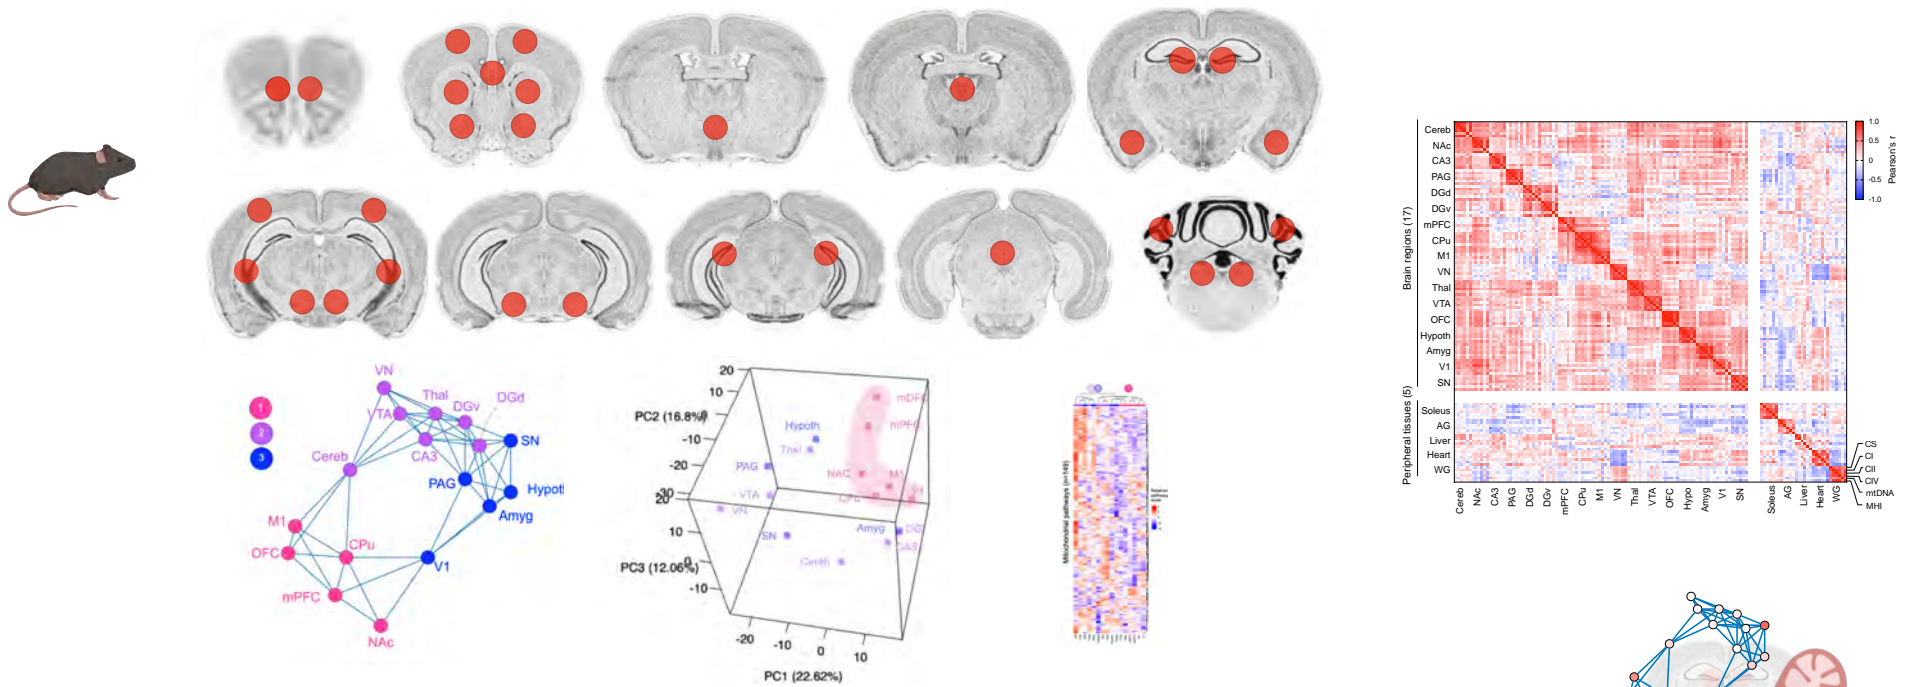 VN
Thal
DGd
VTA
DGv
1
2
3
SN
Cereb
CA3
PAG
Hypoth
Amyg
M1
OFC
CPu
V1
mPFC
NAc
20
10
PC2 (16.8%)
-10
-20
-30
20
10
PC3 (12.06%)
-10
-20
-10
0
10
PC1 (22.62%)
Hypoth
Thal
PAG
VTA
VN
SN
Cereb
mPFC
NAC
M1
CPu
Amyg
DG
CA3
Mitochondrial pathways (n=149)
Brain regions (17)
Cereb
NAc
CA3
PAG
DGd
DGv
mPFC
CPu
M1
VN
Thal
VTA
OFC
Hypoth
Amyg
V1
SN
Peripheral tissues (5)
Soleus
AG
Liver
Heart
WG
Cereb
NAc
CA3
PAG
DGd
DGv
mPFC
CPu
M1
VN
Thal
VTA
OFC
Hypo
Amyg
V1
SN
Soleus
AG
Liver
Heart
WG
CS
CI
CII
CIV
mtDNA
MHI
1.0
0.5
0
-0.5
-1.0
Pearson's r